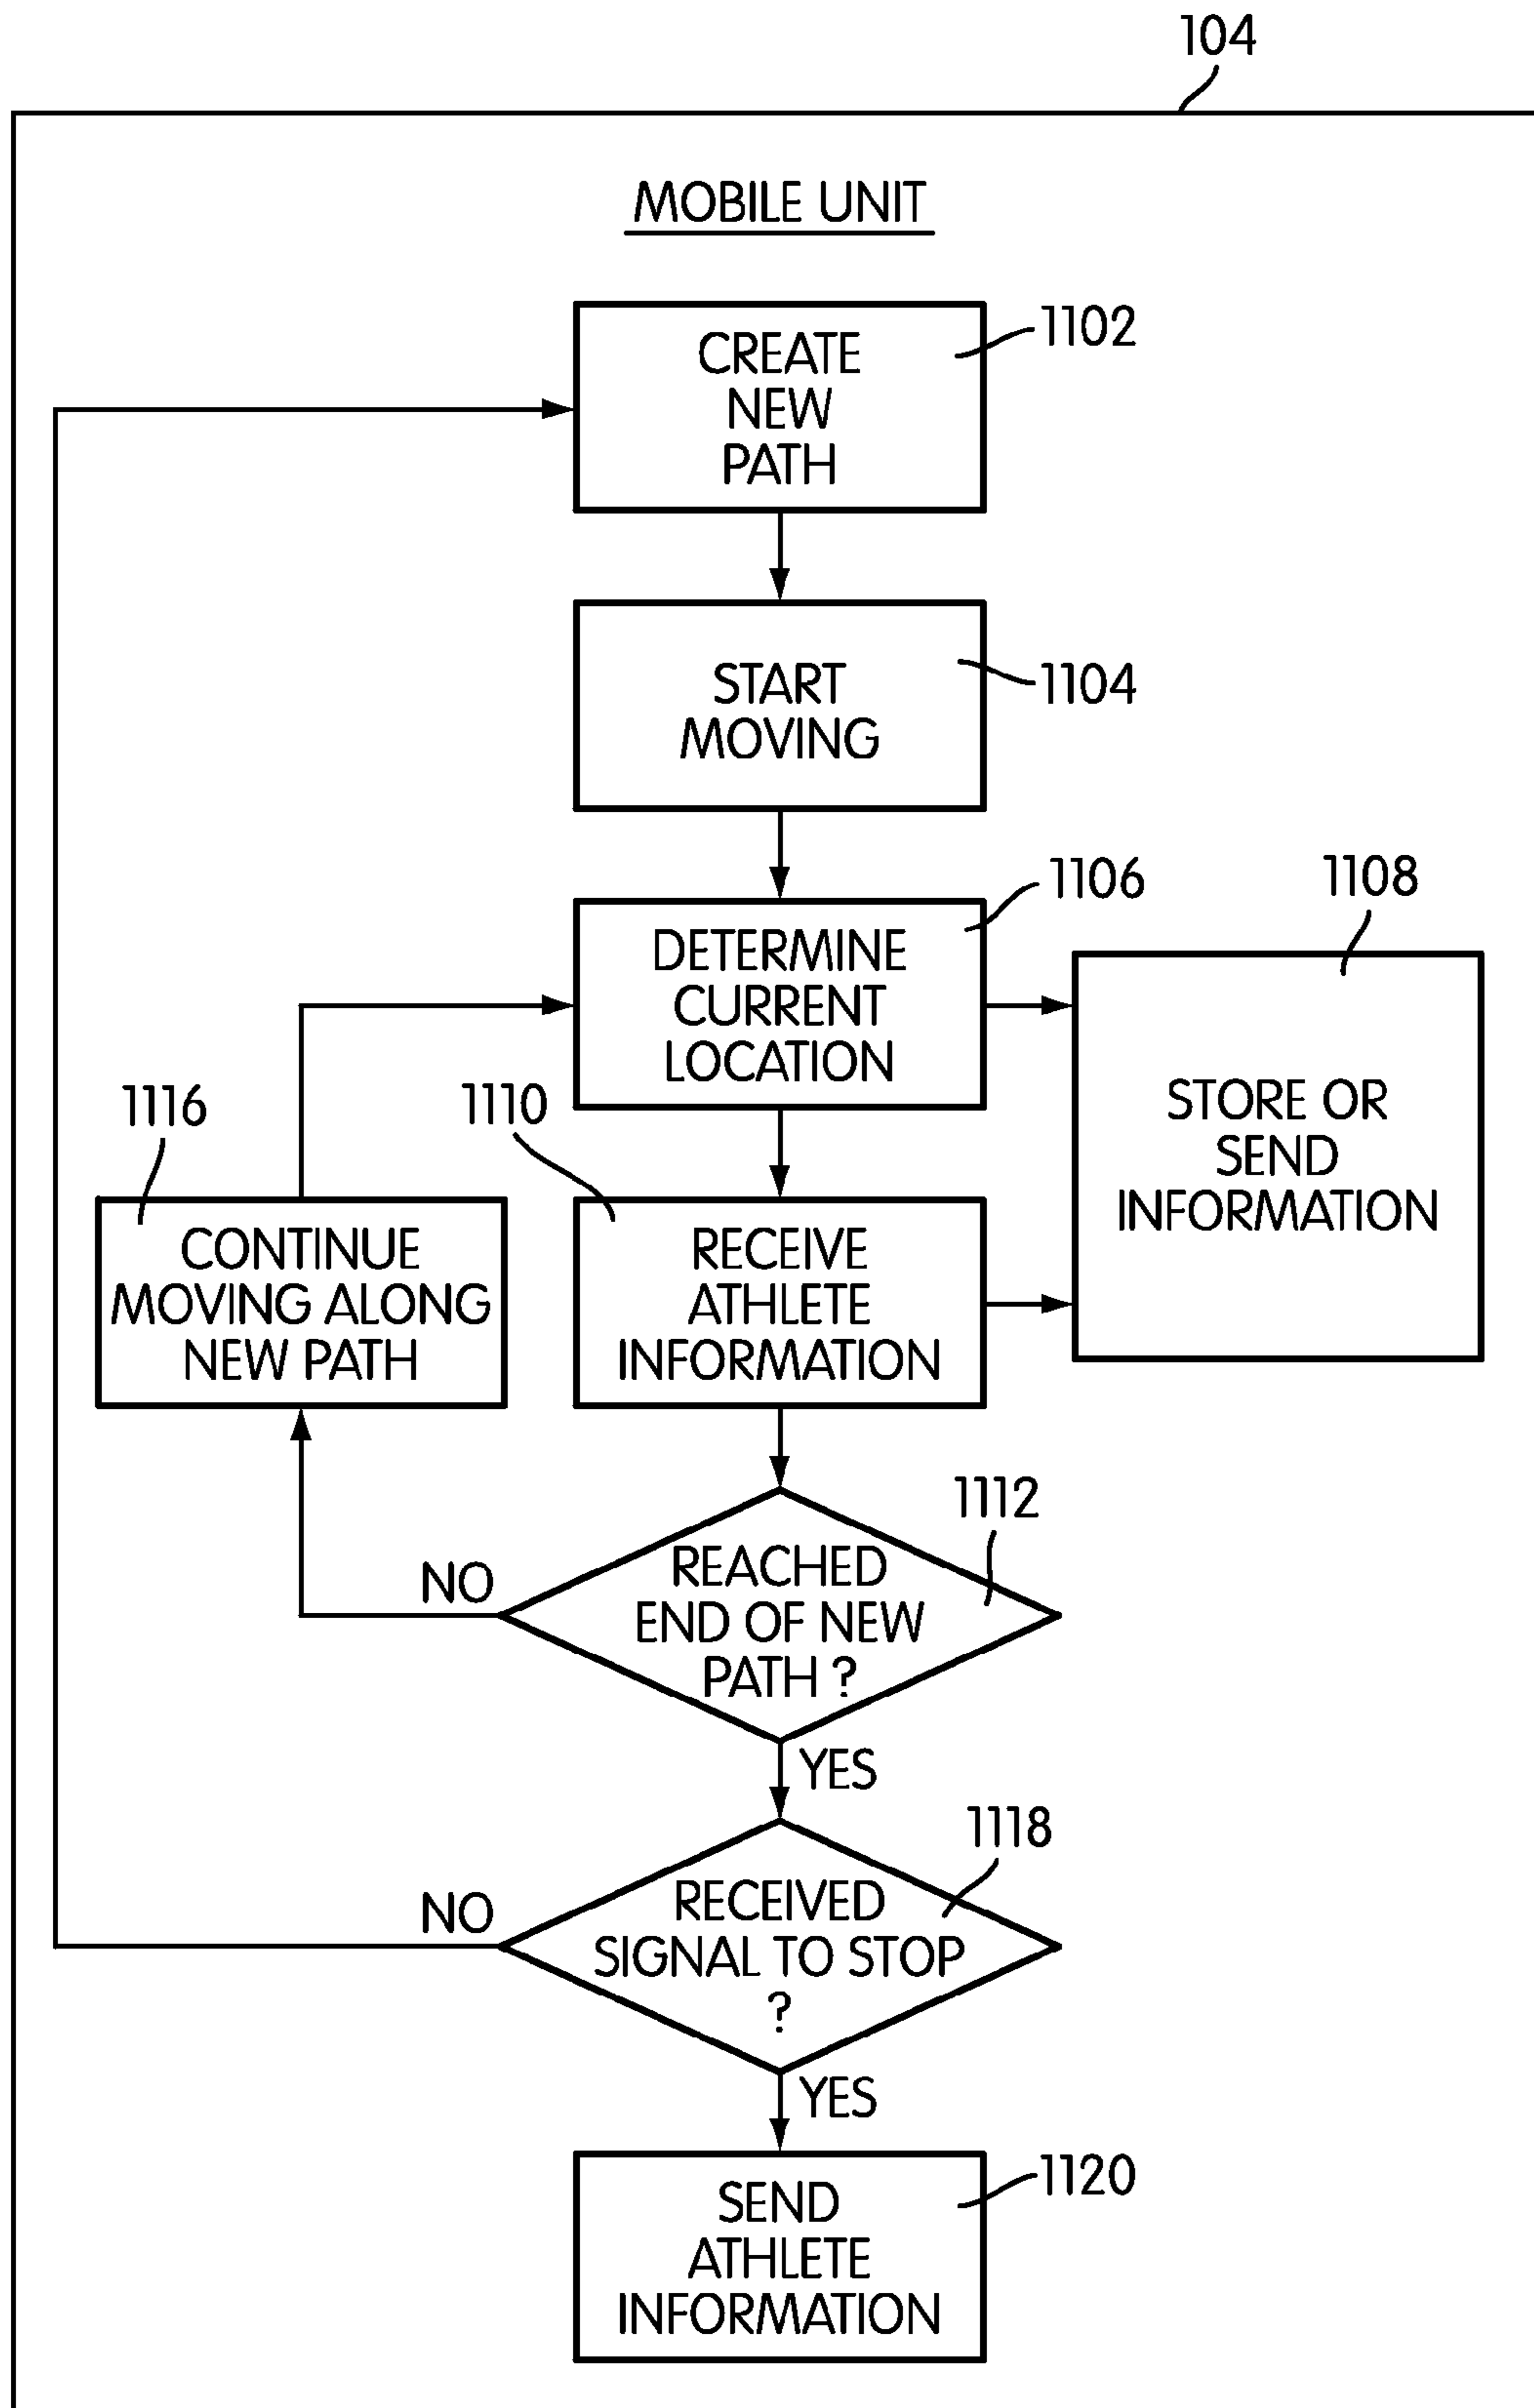 104
MOBILE UNIT
CREATE
NEW
PATH
1102
START
MOVING
1104
DETERMINE
CURRENT
LOCATION
1106
1108
STORE OR
SEND
INFORMATION
1116
CONTINUE
MOVING ALONG
NEW PATH
1110
RECEIVE
ATHLETE
INFORMATION
1112
REACHED
END OF NEW
PATH ?
NO
YES
1118
RECEIVED
SIGNAL TO STOP
?
NO
YES
SEND
ATHLETE
INFORMATION
1120